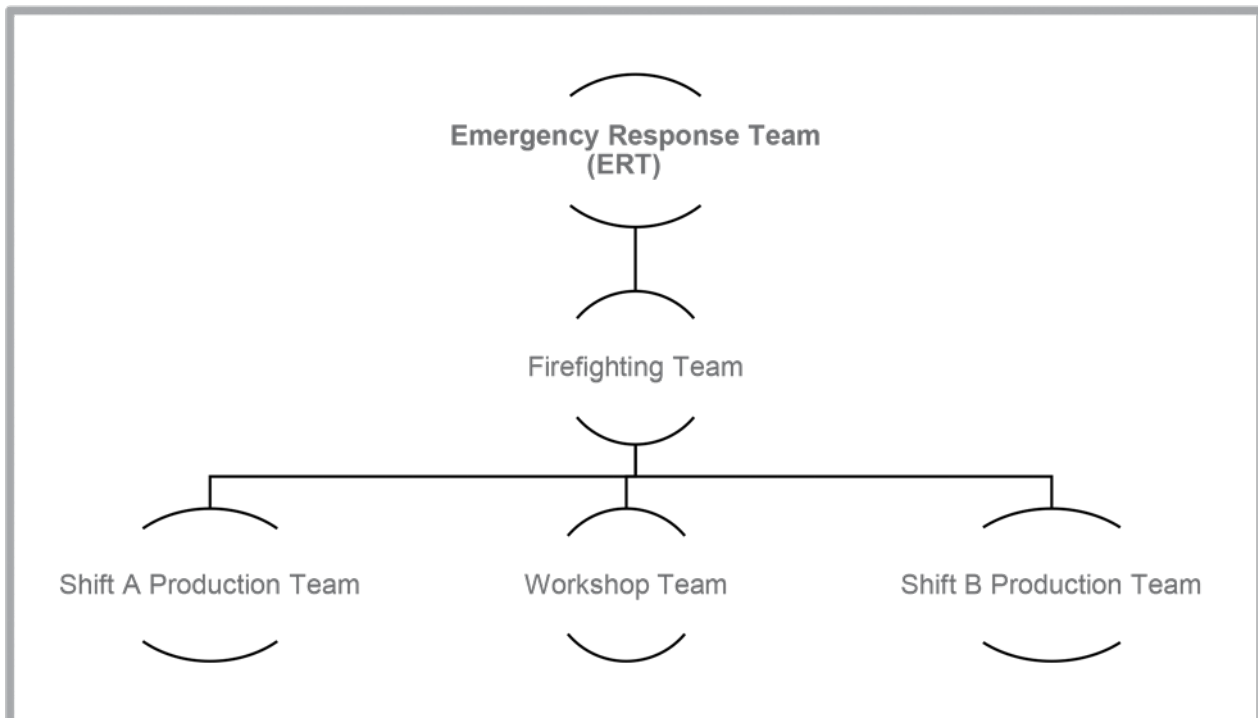 Emergency Response Team
(ERT)
Firefighting Team
Shift A Production Team
Workshop Team
Shift B Production Team